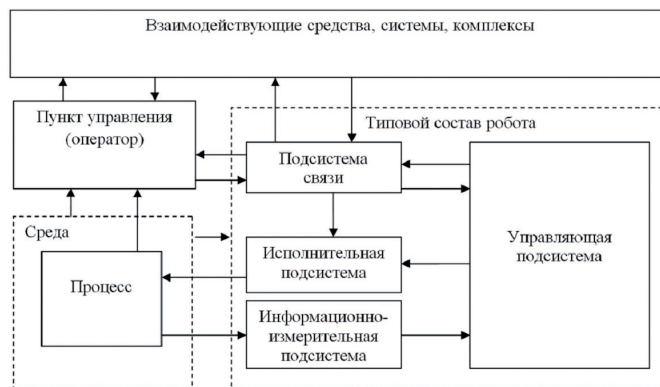 Взаимодействующие средства, системы, комплексы
Пункт управления
(оператор)
Типовой состав робота
Подсистема
связи
Управляющая
подсистема
Среда
Процесс
Исполнительная
подсистема
Информационно-
измерительная
подсистема